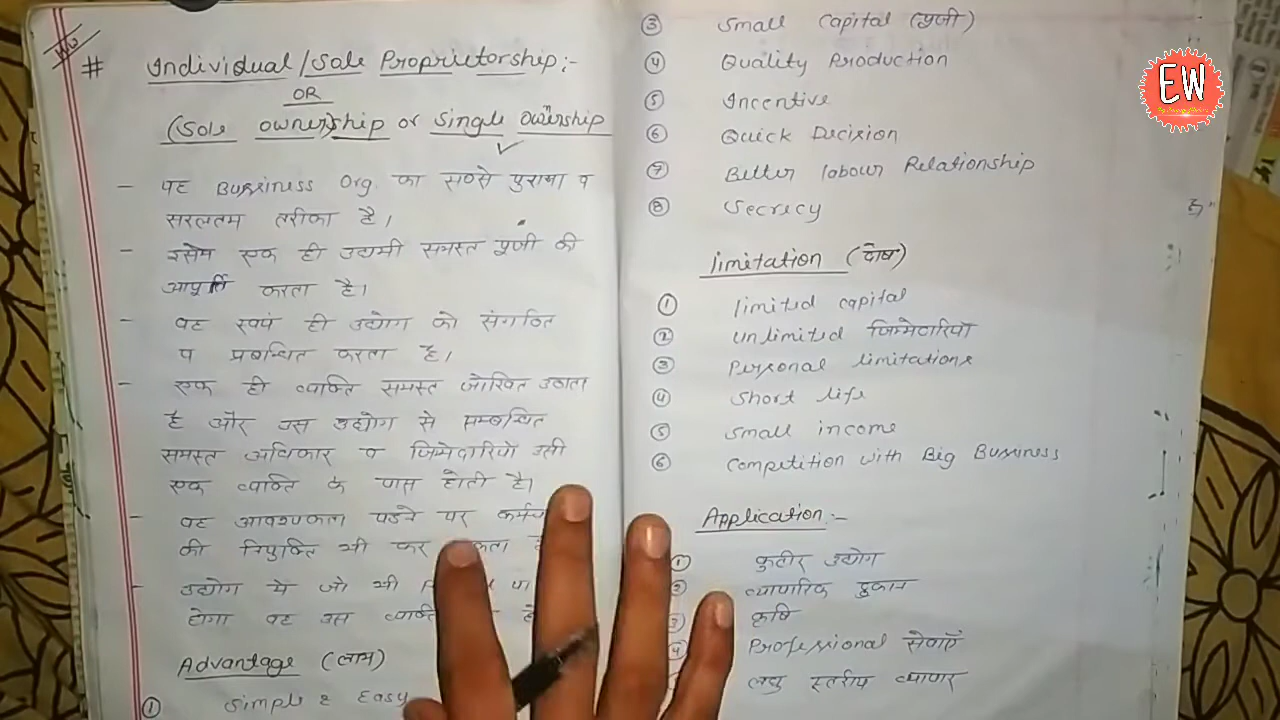 # Individual / Sole Proprietorship :-
OR
(Sole ownership or Single ownership
- यह Bussiness Org. का सबसे पुराना व
सरलतम तरीका है।
- इसमे एक ही उद्यमी समस्त पूंजी की
आपूर्ति करता है।
- वह स्वयं ही उद्योग को संगठित
व प्रबन्धित करता है।
- एक ही व्यक्ति समस्त जोखिम उठाता
है और उस उद्योग से सम्बन्धित
समस्त अधिकार व जिमेदारियाँ उसी
एक व्यक्ति के पास होती है।
- वह आवश्यकता पडने पर
की नियुक्ति भी कर
- उद्योग मे जो भी
होगा वह उस
Advantage (लाभ)
① Simple & Easy
③ Small Capital (पूंजी)
④ Quality Production
⑤ Incentive
⑥ Quick Decision
⑦ Better labour Relationship
⑧ Secrecy
limitation (दोष)
① limited capital
② unlimited जिम्मेदारियाँ
③ Personal limitations
④ Short life
⑤ Small income
⑥ Competition with Big Bussiness
Application :-
① कुटीर उद्योग
② व्यापारिक दुकान
③ कृषि
④ Professional सेवाएँ
लघु स्तरीय व्यापार
EW